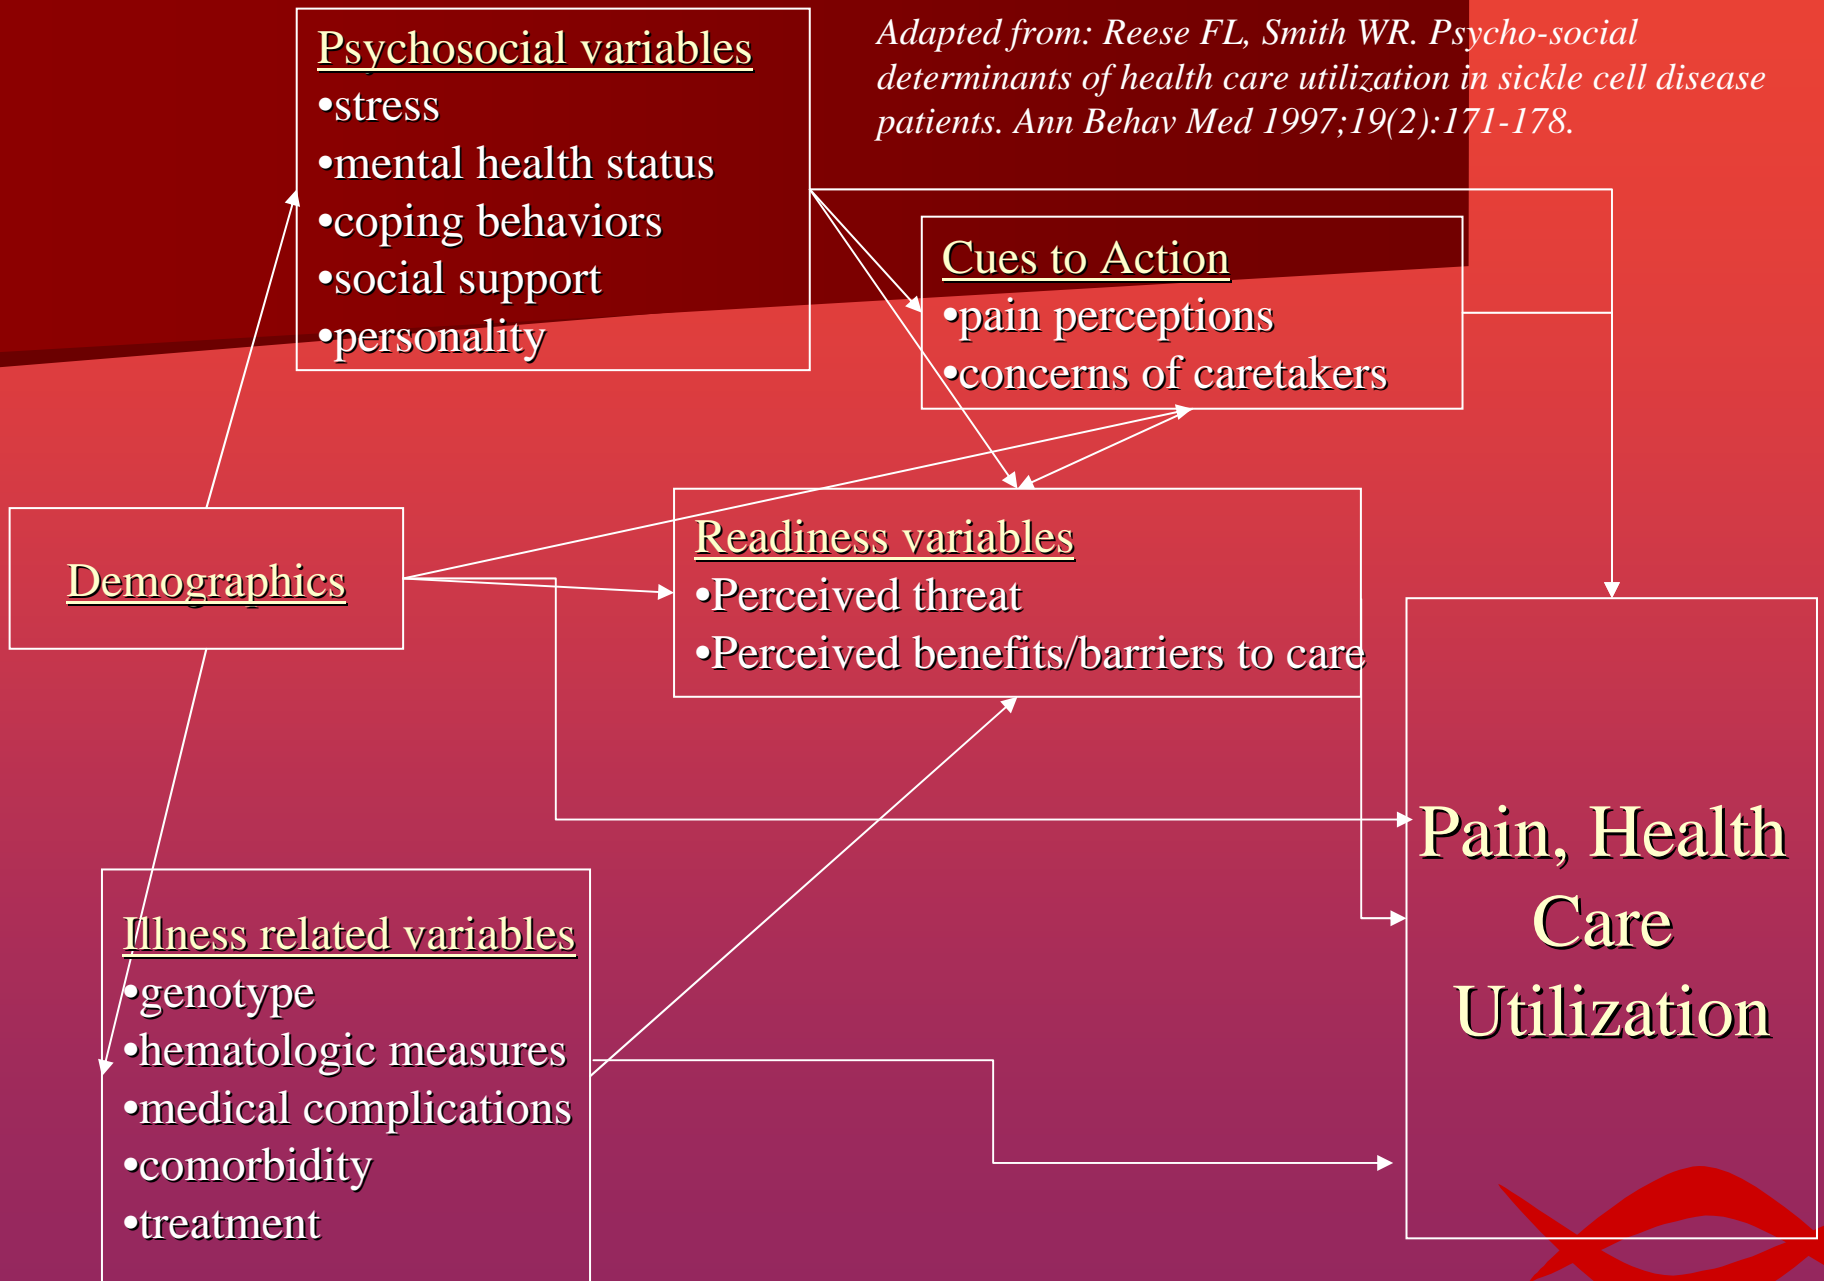 Psychosocial variables
•stress
•mental health status
•coping behaviors
•social support
•personality
Adapted from: Reese FL, Smith WR. Psycho-social
determinants of health care utilization in sickle cell disease
patients. Ann Behav Med 1997;19(2):171-178.
Cues to Action
•pain perceptions
•concerns of caretakers
Demographics
Readiness variables
•Perceived threat
•Perceived benefits/barriers to care
Illness related variables
•genotype
•hematologic measures
•medical complications
•comorbidity
•treatment
Pain, Health
Care
Utilization